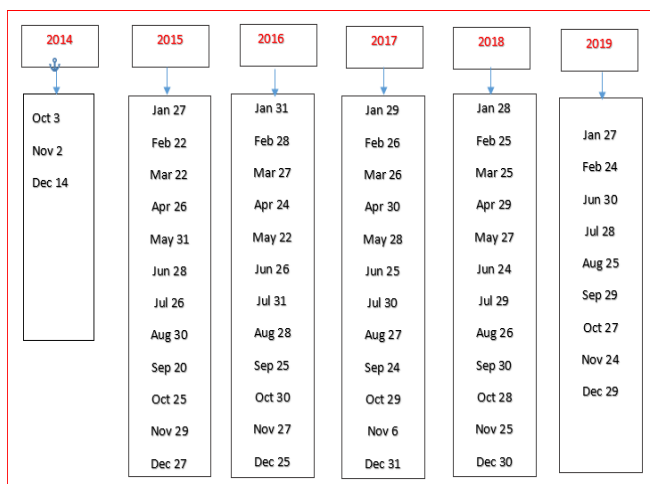 2014
Oct 3
Nov 2
Dec 14
2015
Jan 27
Feb 22
Mar 22
Apr 26
May 31
Jun 28
Jul 26
Aug 30
Sep 20
Oct 25
Nov 29
Dec 27
2016
Jan 31
Feb 28
Mar 27
Apr 24
May 22
Jun 26
Jul 31
Aug 28
Sep 25
Oct 30
Nov 27
Dec 25
2017
Jan 29
Feb 26
Mar 26
Apr 30
May 28
Jun 25
Jul 30
Aug 27
Sep 24
Oct 29
Nov 6
Dec 31
2018
Jan 28
Feb 25
Mar 25
Apr 29
May 27
Jun 24
Jul 29
Aug 26
Sep 30
Oct 28
Nov 25
Dec 30
2019
Jan 27
Feb 24
Jun 30
Jul 28
Aug 25
Sep 29
Oct 27
Nov 24
Dec 29